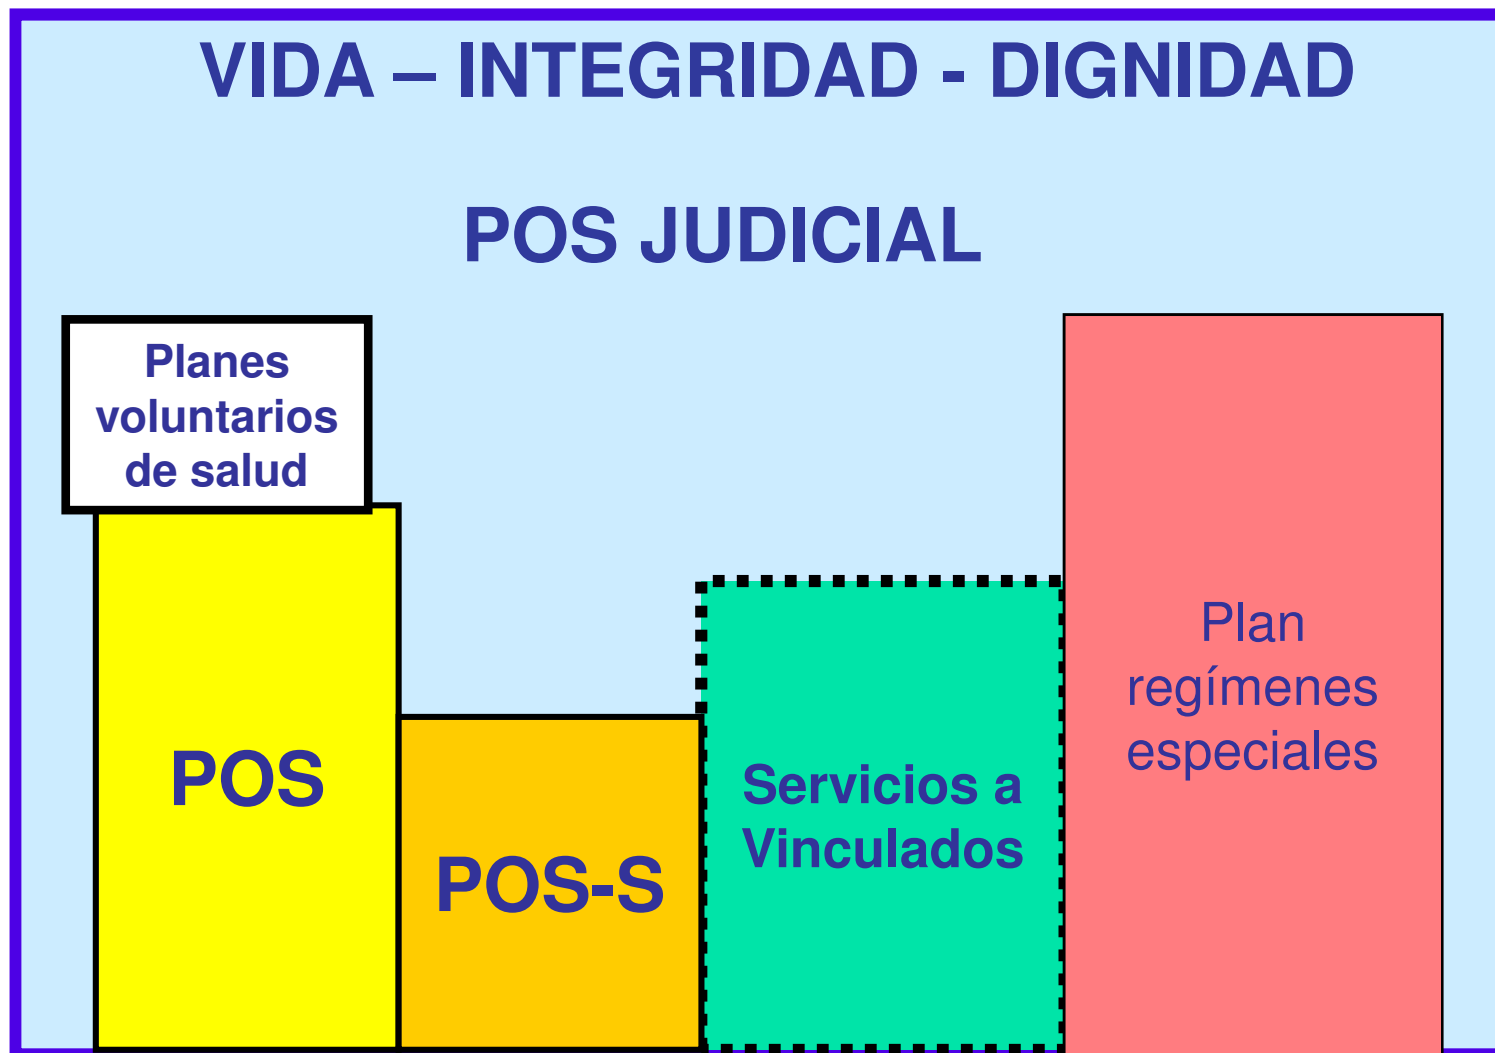 VIDA – INTEGRIDAD - DIGNIDAD
POS JUDICIAL
Planes
voluntarios
de salud
POS
POS-S
Servicios a
Vinculados
Plan
regímenes
especiales